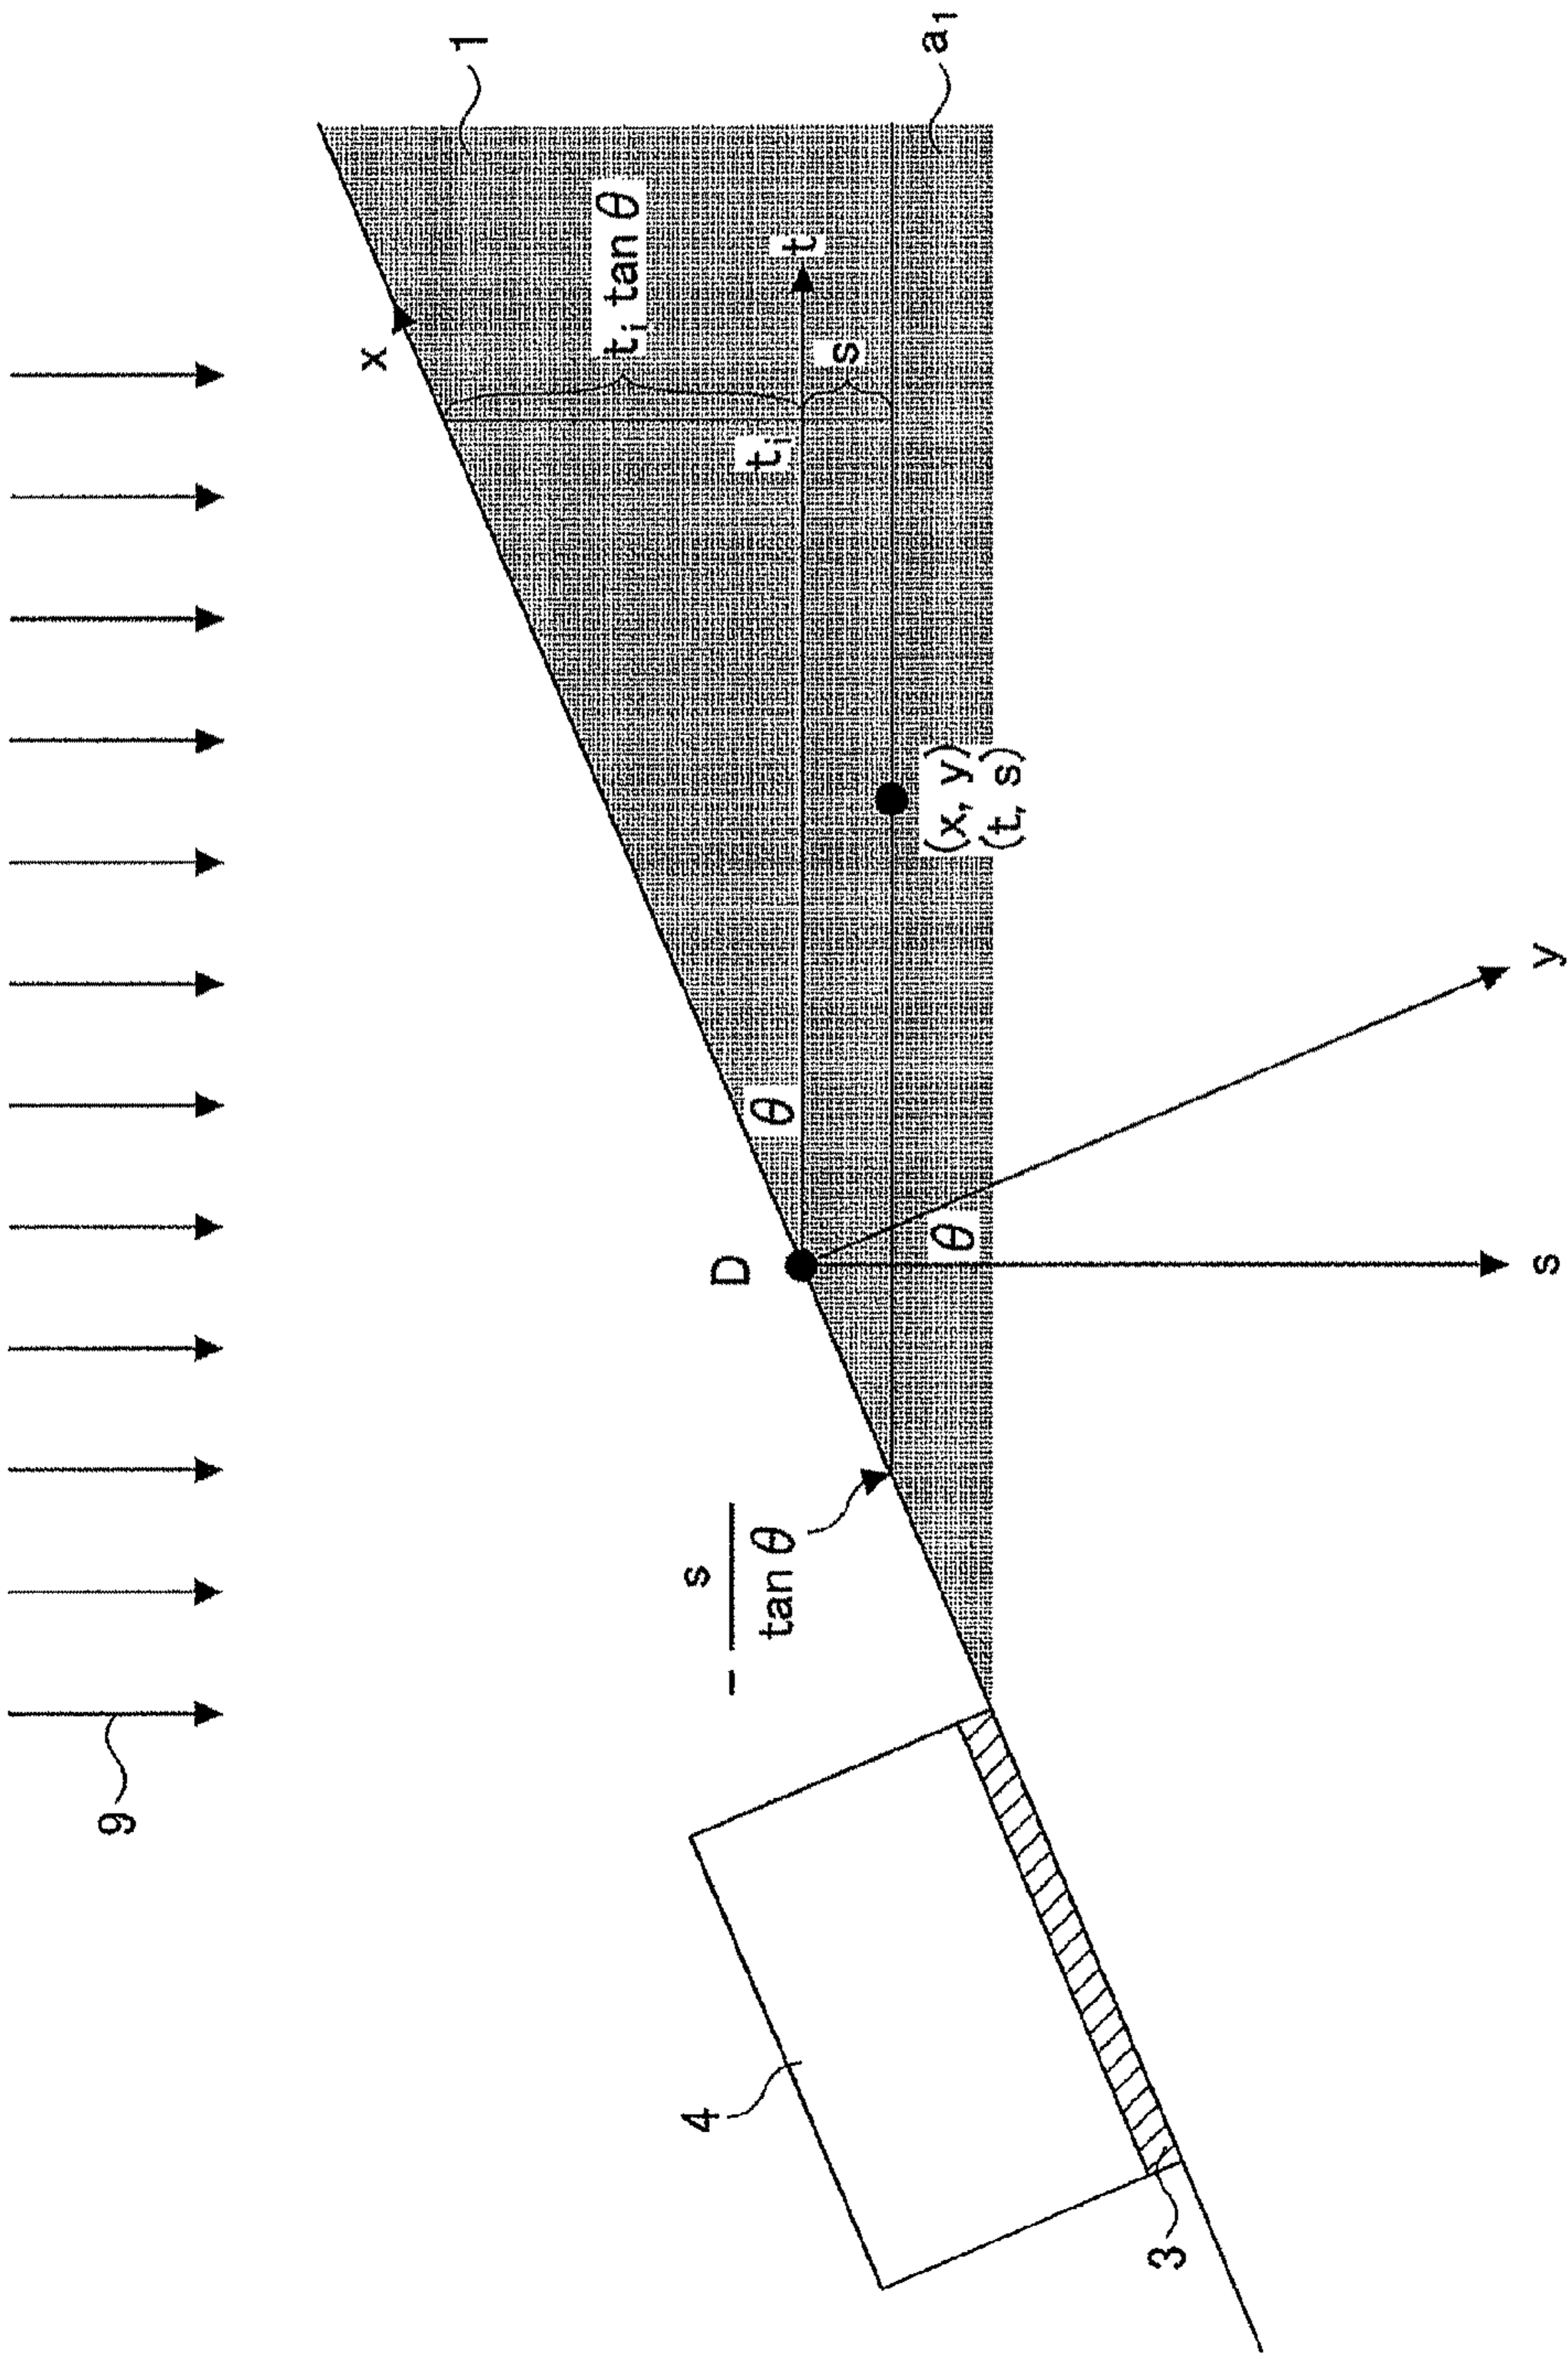 9
1
x
tᵢ tan θ
t
tᵢ
s
a₁
θ
D
(x, y)
(t, s)
θ
y
s
− s
tan θ
4
3